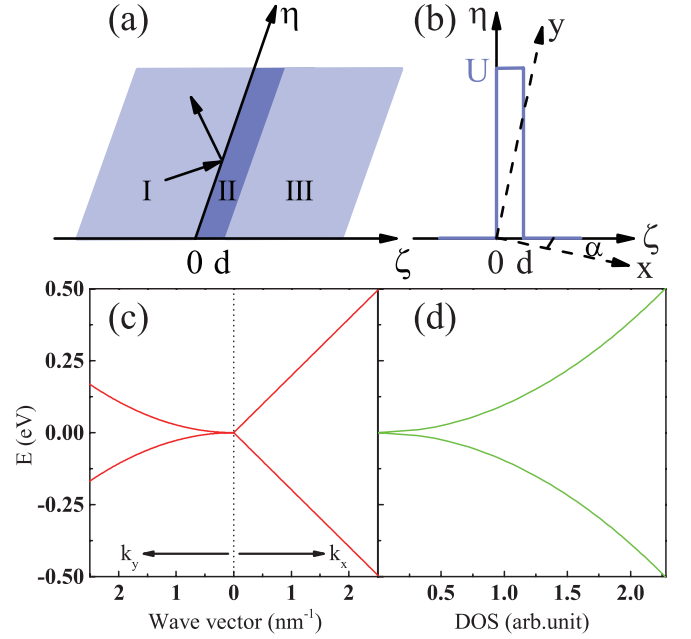 (a)
η
I
II
III
0 d
ζ
(b)
η
y
U
0 d
α
ζ
x
(c)
0.50
0.25
0.00
-0.25
-0.50
E (eV)
k_y
k_x
2 1 0 1 2
Wave vector (nm⁻¹)
(d)
0.5 1.0 1.5 2.0
DOS (arb.unit)